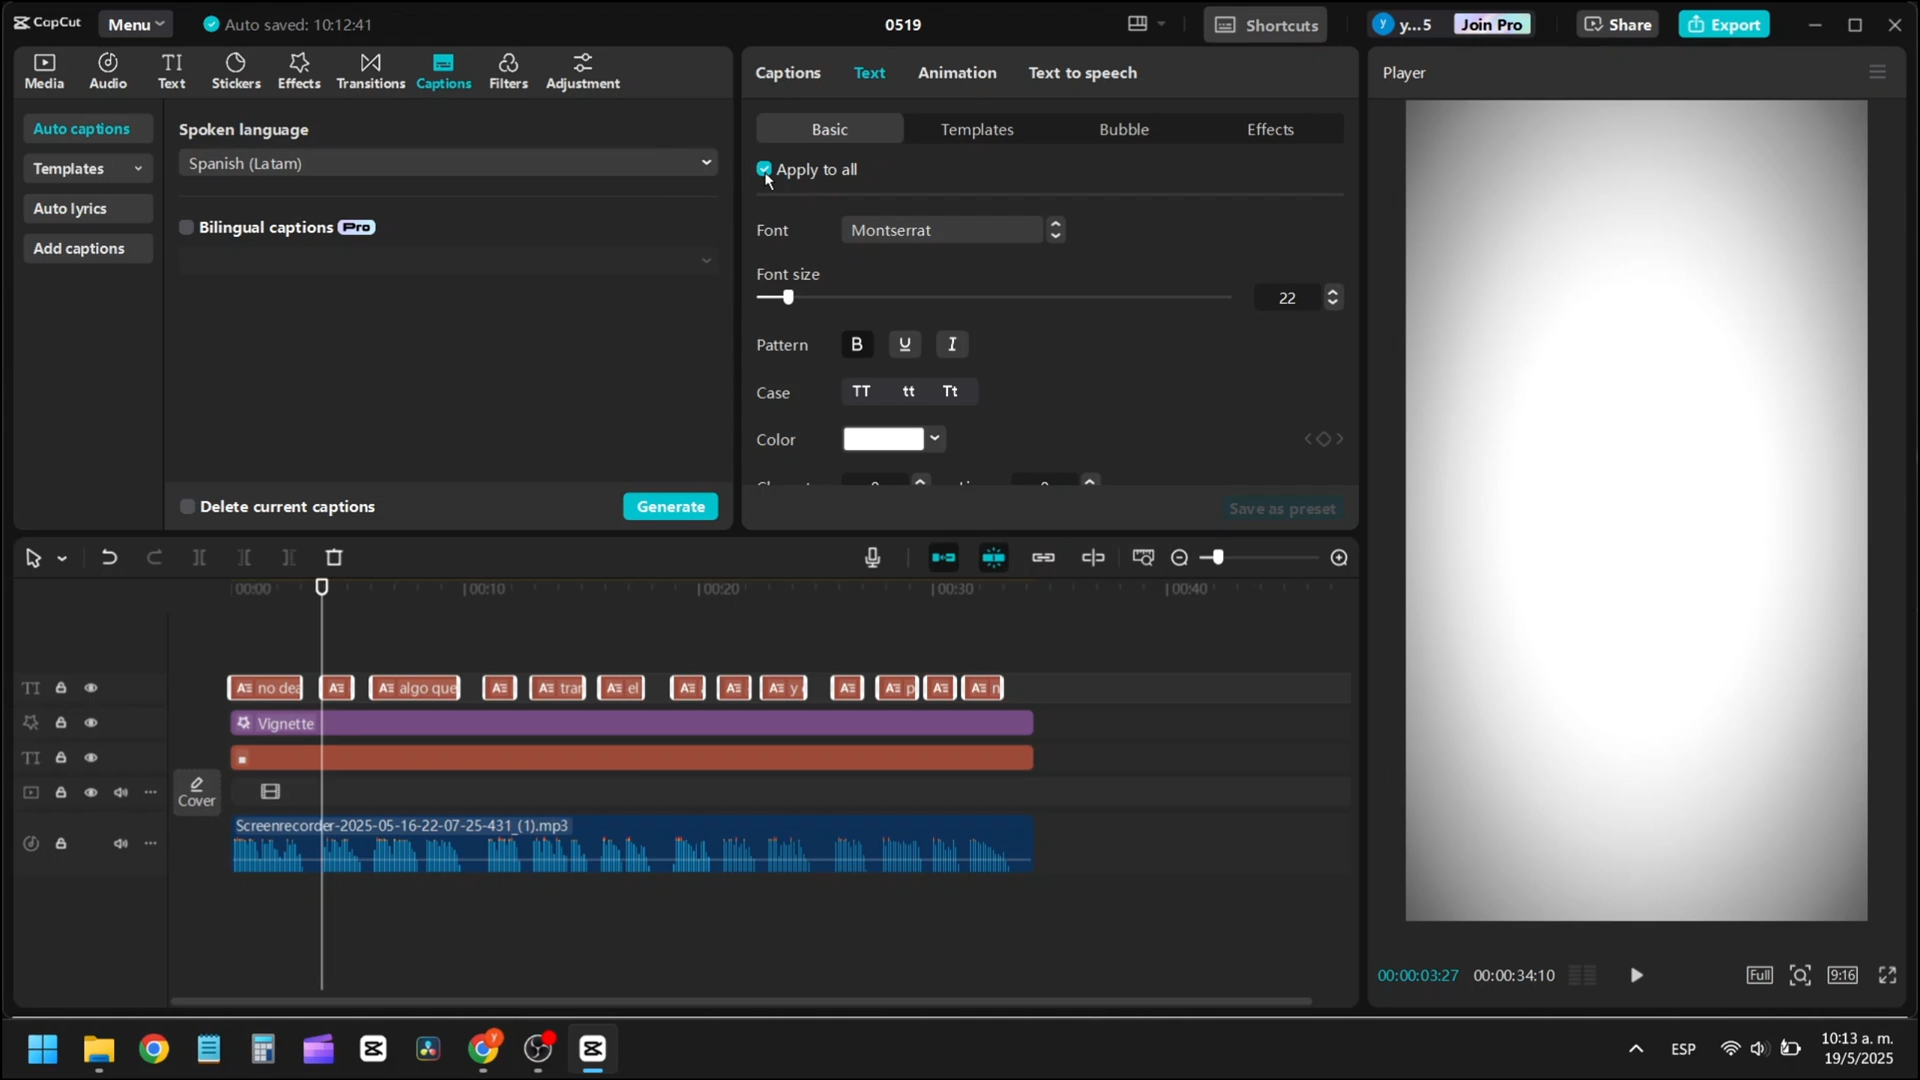 CapCut
Menu
Auto saved: 10:12:41
0519
Shortcuts
y
y...5
Join Pro
Share
Export
Media
Audio
TI
Text
Stickers
Effects
Transitions
Captions
Filters
Adjustment
Auto captions
Templates
Auto lyrics
Add captions
Spoken language
Spanish (Latam)
Bilingual captions Pro
Delete current captions
Generate
Captions
Text
Animation
Text to speech
Basic
Templates
Bubble
Effects
Apply to all
Font
Montserrat
Font size
22
Pattern
B
U
I
Case
TT
tt
Tt
Color
Save as preset
Player
00:00:03:27
00:00:34:10
Full
9:16
00:00
00:10
00:20
00:30
00:40
TI
A no dea
A
A algo que
A
A trar
A el
A
A
A y
A
A p
A
A n
Vignette
TI
Cover
Screenrecorder-2025-05-16-22-07-25-431_(1).mp3
ESP
10:13 a. m.
19/5/2025